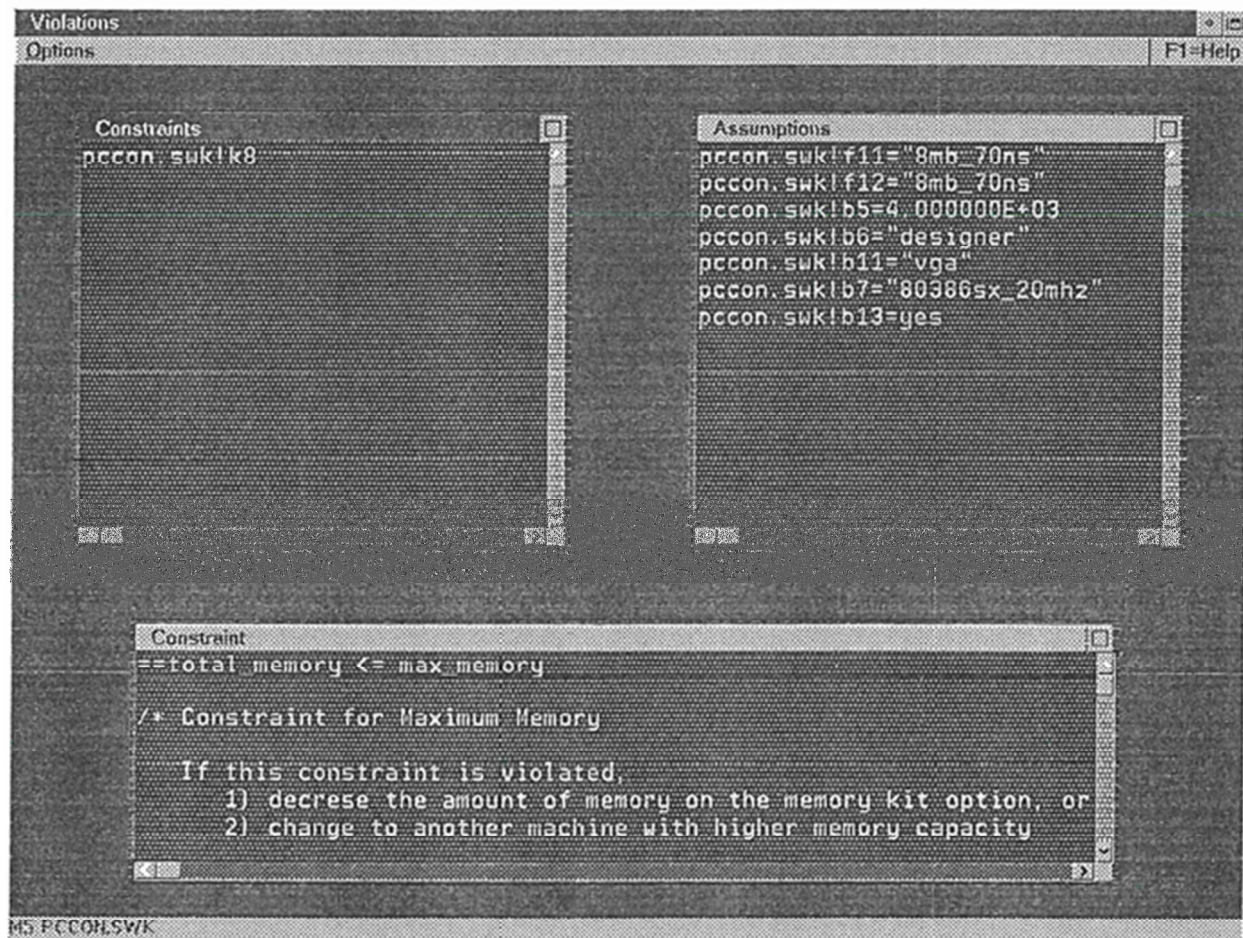 Violations
Options F1=Help
Constraints
pccon.swk!k8
Assumptions
pccon.swk!f11="8mb_70ns"
pccon.swk!f12="8mb_70ns"
pccon.swk!b5=4.000000E+03
pccon.swk!b6="designer"
pccon.swk!b11="vga"
pccon.swk!b7="80386sx_20mhz"
pccon.swk!b13=yes
Constraint
==total_memory <= max_memory
/* Constraint for Maximum Memory
If this constraint is violated,
1) decrese the amount of memory on the memory kit option, or
2) change to another machine with higher memory capacity
M5 PCCON.SWK